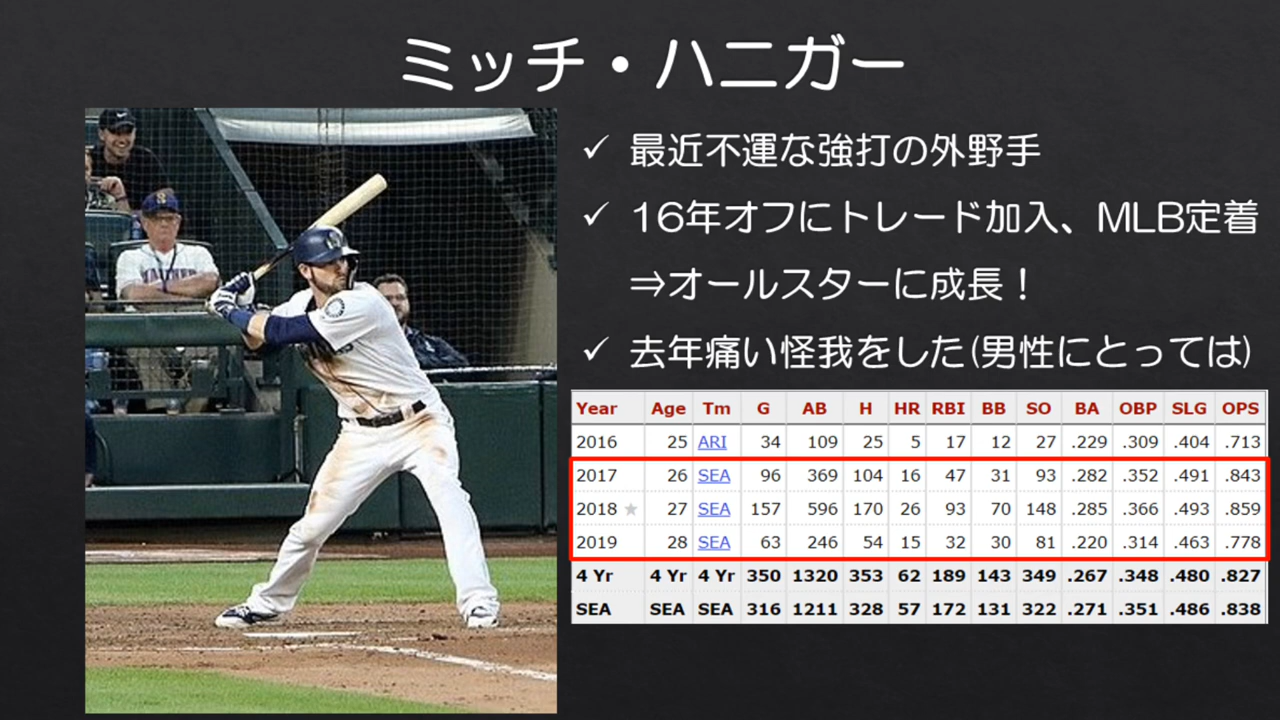 ミッチ・ハニガー
✓ 最近不運な強打の外野手
✓ 16年オフにトレード加入、MLB定着
⇒オールスターに成長！
✓ 去年痛い怪我をした(男性にとっては)
Year Age Tm G AB H HR RBI BB SO BA OBP SLG OPS
2016 25 ARI 34 109 25 5 17 12 27 .229 .309 .404 .713
2017 26 SEA 96 369 104 16 47 31 93 .282 .352 .491 .843
2018 ★ 27 SEA 157 596 170 26 93 70 148 .285 .366 .493 .859
2019 28 SEA 63 246 54 15 32 30 81 .220 .314 .463 .778
4 Yr 4 Yr 4 Yr 350 1320 353 62 189 143 349 .267 .348 .480 .827
SEA SEA SEA 316 1211 328 57 172 131 322 .271 .351 .486 .838